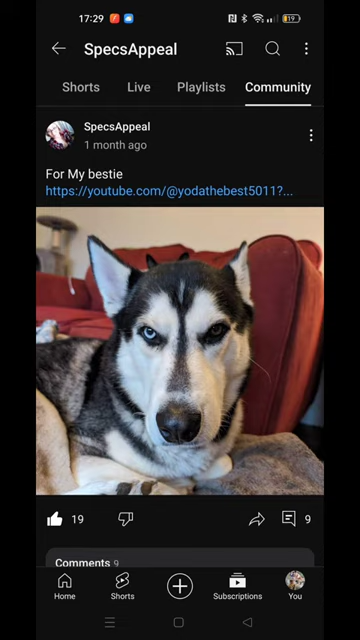 17:29
19
SpecsAppeal
Shorts Live Playlists Community
SpecsAppeal
1 month ago
For My bestie
https://youtube.com/@yodathebest5011?...
19
9
Comments 9
Home Shorts Subscriptions You